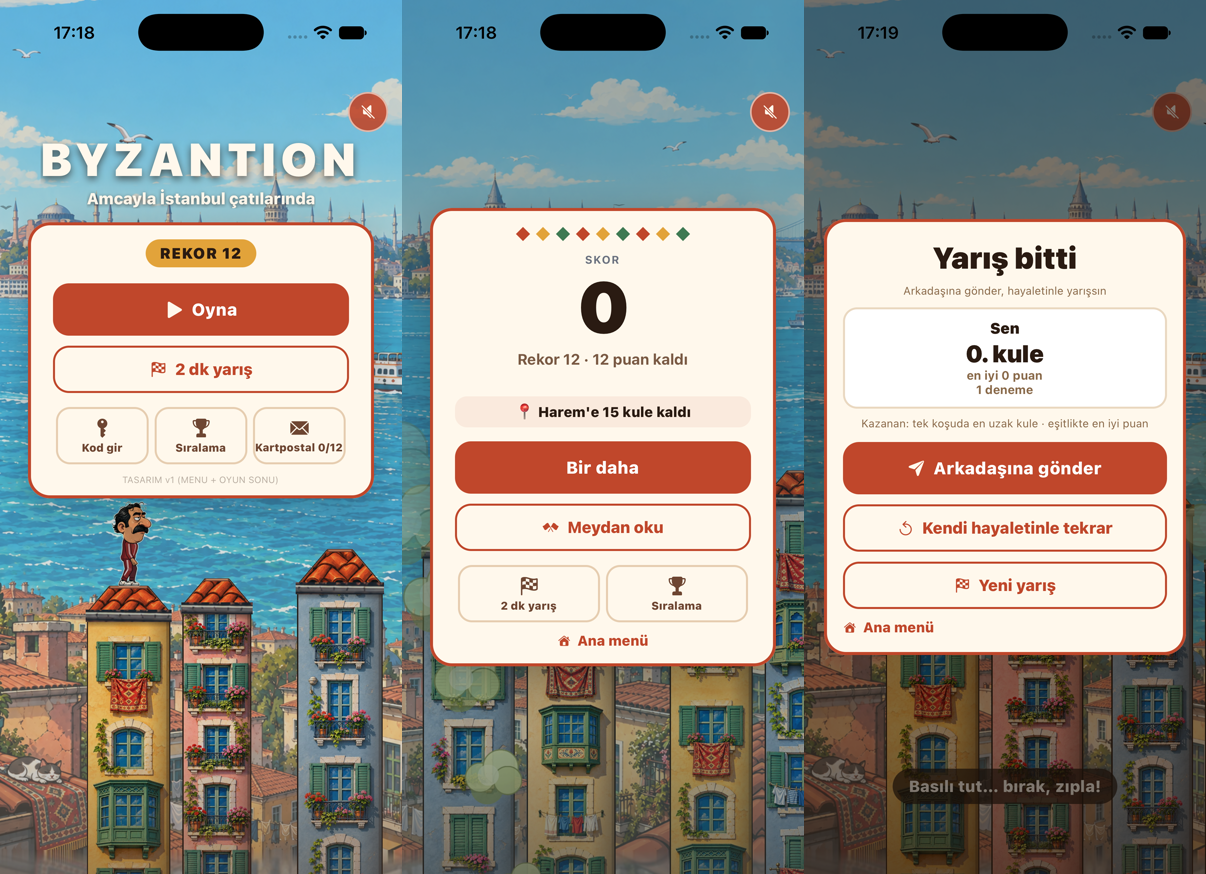 17:18
BYZANTION
Amcayla İstanbul çatılarında
REKOR 12
Oyna
2 dk yarış
Kod gir
Sıralama
Kartpostal 0/12
TASARIM v1 (MENU + OYUN SONU)
17:18
SKOR
0
Rekor 12 · 12 puan kaldı
Harem'e 15 kule kaldı
Bir daha
Meydan oku
2 dk yarış
Sıralama
Ana menü
17:19
Yarış bitti
Arkadaşına gönder, hayaletinle yarışsın
Sen
0. kule
en iyi 0 puan
1 deneme
Kazanan: tek koşuda en uzak kule · eşitlikte en iyi puan
Arkadaşına gönder
Kendi hayaletinle tekrar
Yeni yarış
Ana menü
Basılı tut... bırak, zıpla!